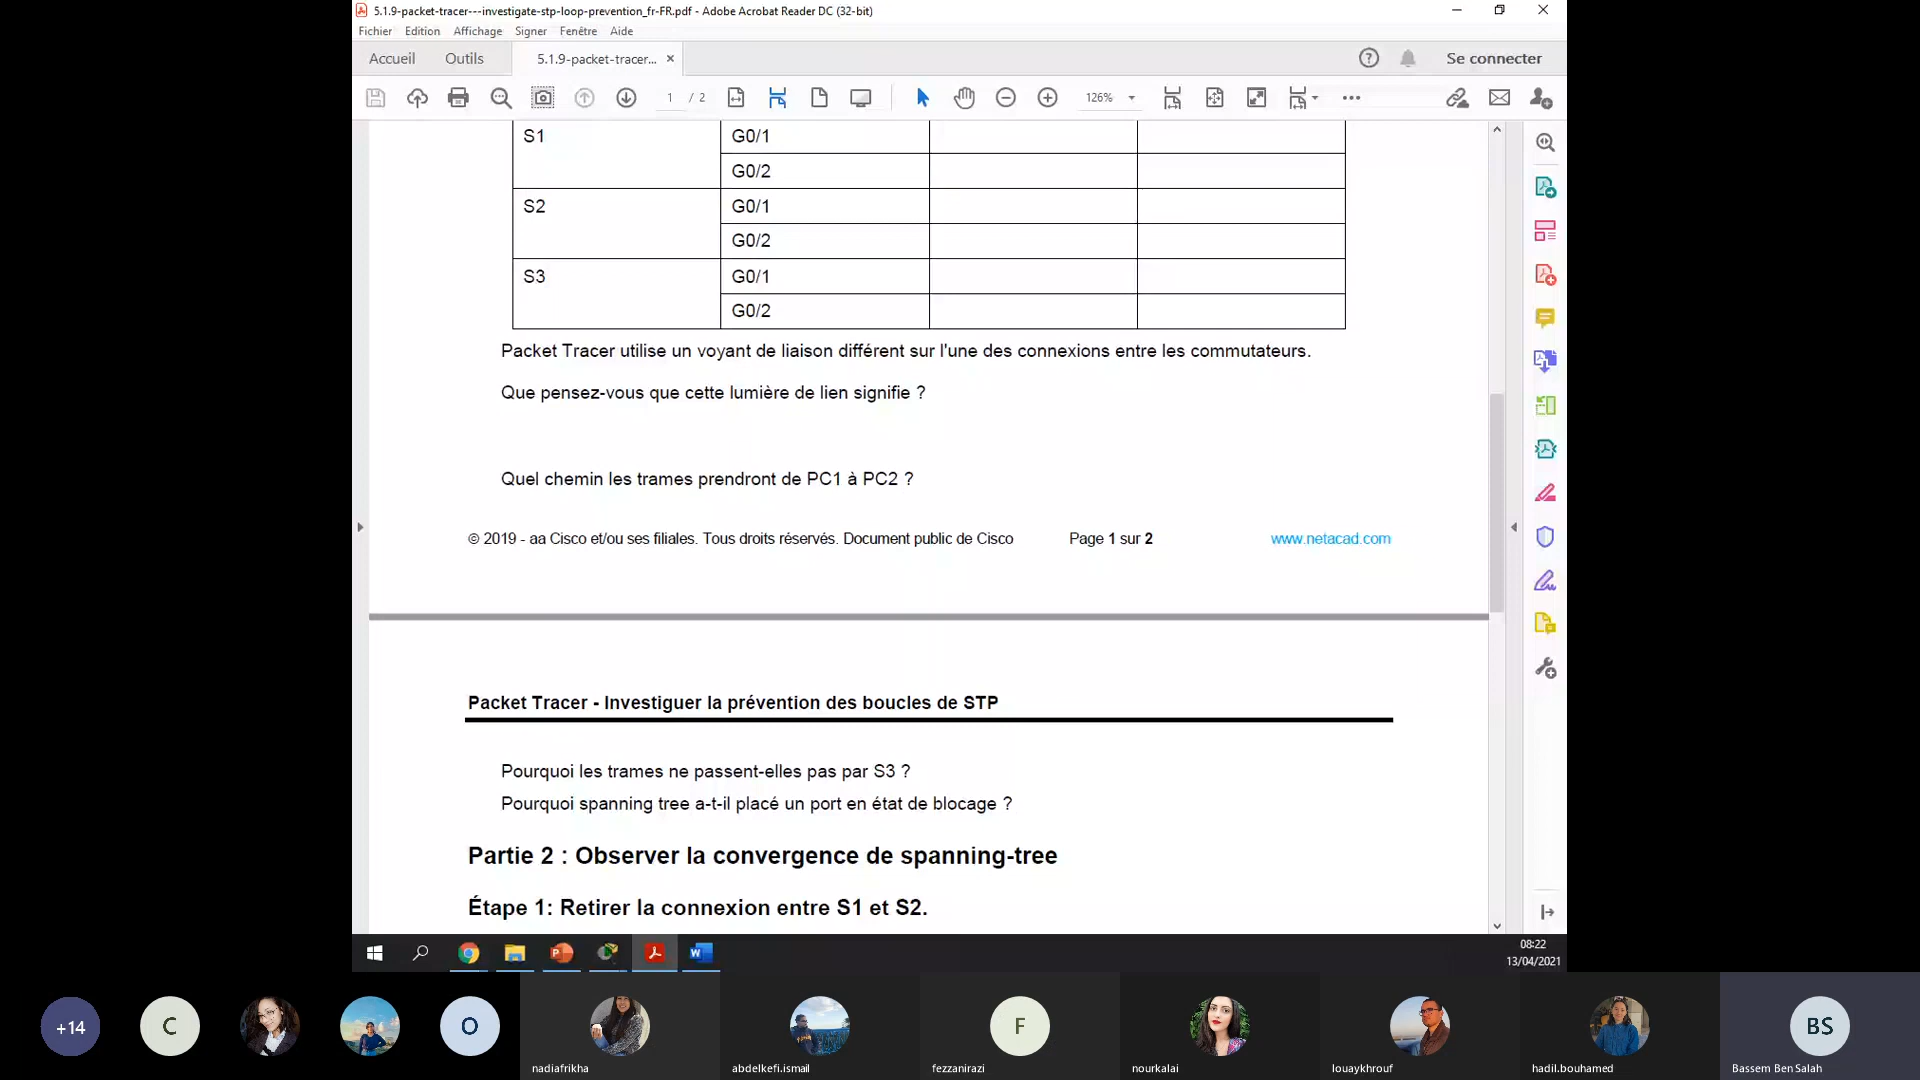 5.1.9-packet-tracer---investigate-stp-loop-prevention_fr-FR.pdf - Adobe Acrobat Reader DC (32-bit)
Fichier Edition Affichage Signer Fenêtre Aide
Accueil Outils 5.1.9-packet-tracer... × Se connecter
1 / 2 126%
S1 G0/1
G0/2
S2 G0/1
G0/2
S3 G0/1
G0/2
Packet Tracer utilise un voyant de liaison différent sur l'une des connexions entre les commutateurs.
Que pensez-vous que cette lumière de lien signifie ?
Quel chemin les trames prendront de PC1 à PC2 ?
© 2019 - aa Cisco et/ou ses filiales. Tous droits réservés. Document public de Cisco Page 1 sur 2 www.netacad.com
Packet Tracer - Investiguer la prévention des boucles de STP
Pourquoi les trames ne passent-elles pas par S3 ?
Pourquoi spanning tree a-t-il placé un port en état de blocage ?
Partie 2 : Observer la convergence de spanning-tree
Étape 1: Retirer la connexion entre S1 et S2.
08:22
13/04/2021
+14 C O F BS
nadiafrikha abdelkefi.ismail fezzanirazi nourkalai louaykhrouf hadil.bouhamed Bassem Ben Salah